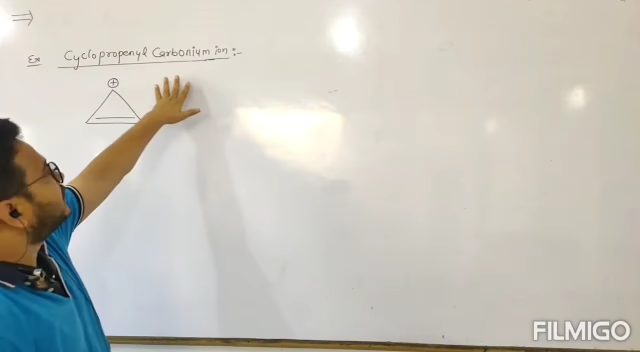 ⇒
Ex Cyclopropenyl Carbonium ion :-
⊕
FILMIGO